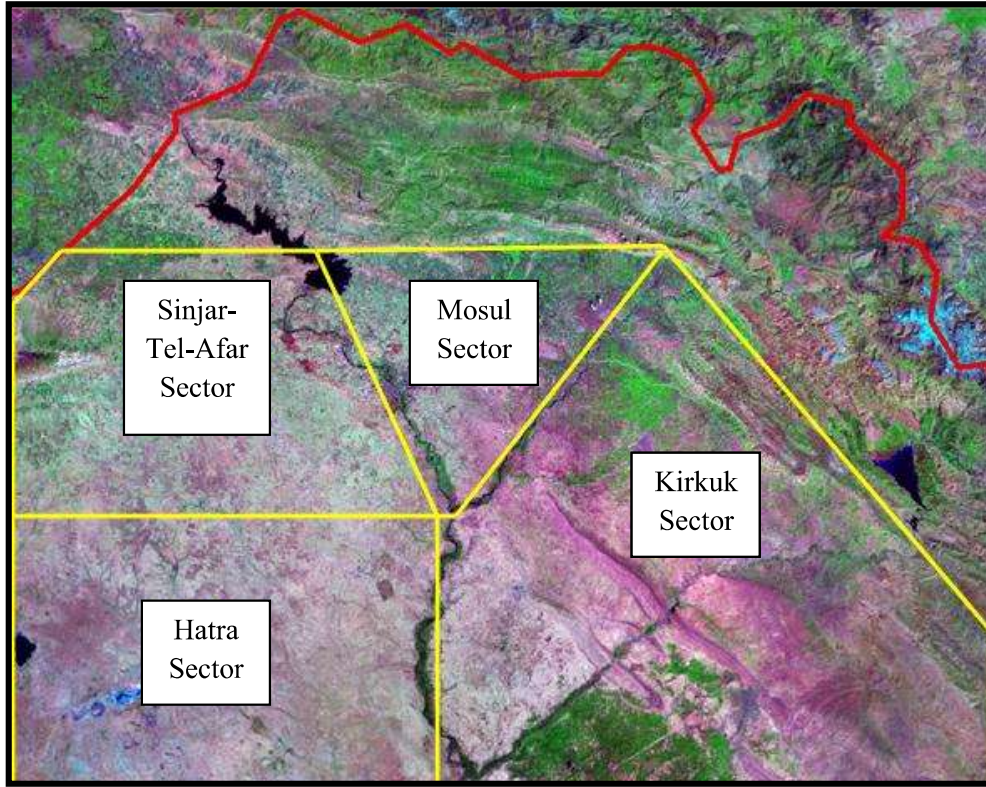 Sinjar-
Tel-Afar
Sector
Mosul
Sector
Kirkuk
Sector
Hatra
Sector